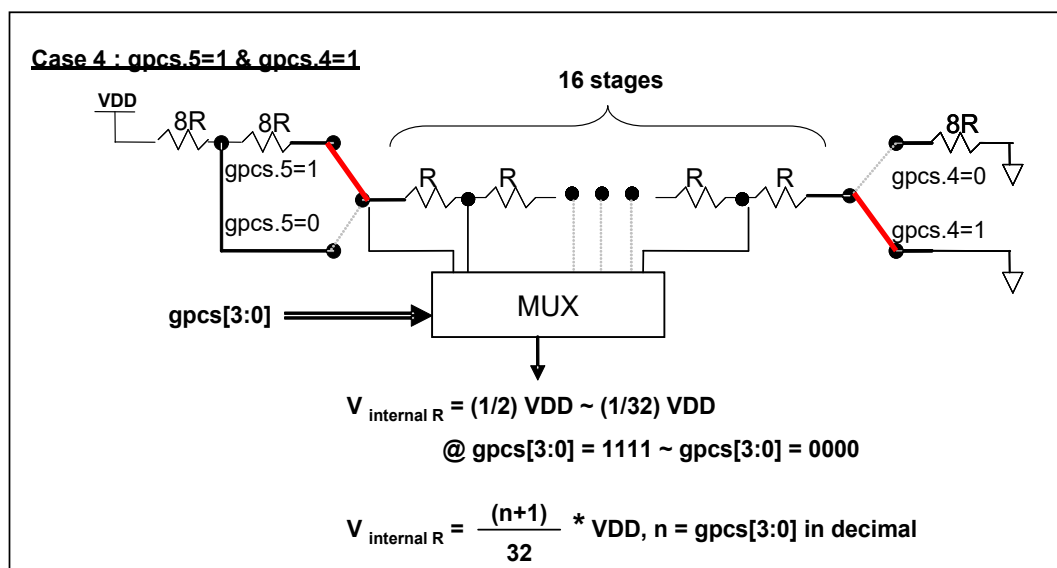 Case 4 : gpcs.5=1 & gpcs.4=1
16 stages
VDD
8R
8R
8R
gpcs.5=1
R
R
R
R
gpcs.4=0
gpcs.5=0
gpcs.4=1
MUX
gpcs[3:0]
V internal R = (1/2) VDD ~ (1/32) VDD
@ gpcs[3:0] = 1111 ~ gpcs[3:0] = 0000
V internal R = (n+1) / 32 * VDD, n = gpcs[3:0] in decimal